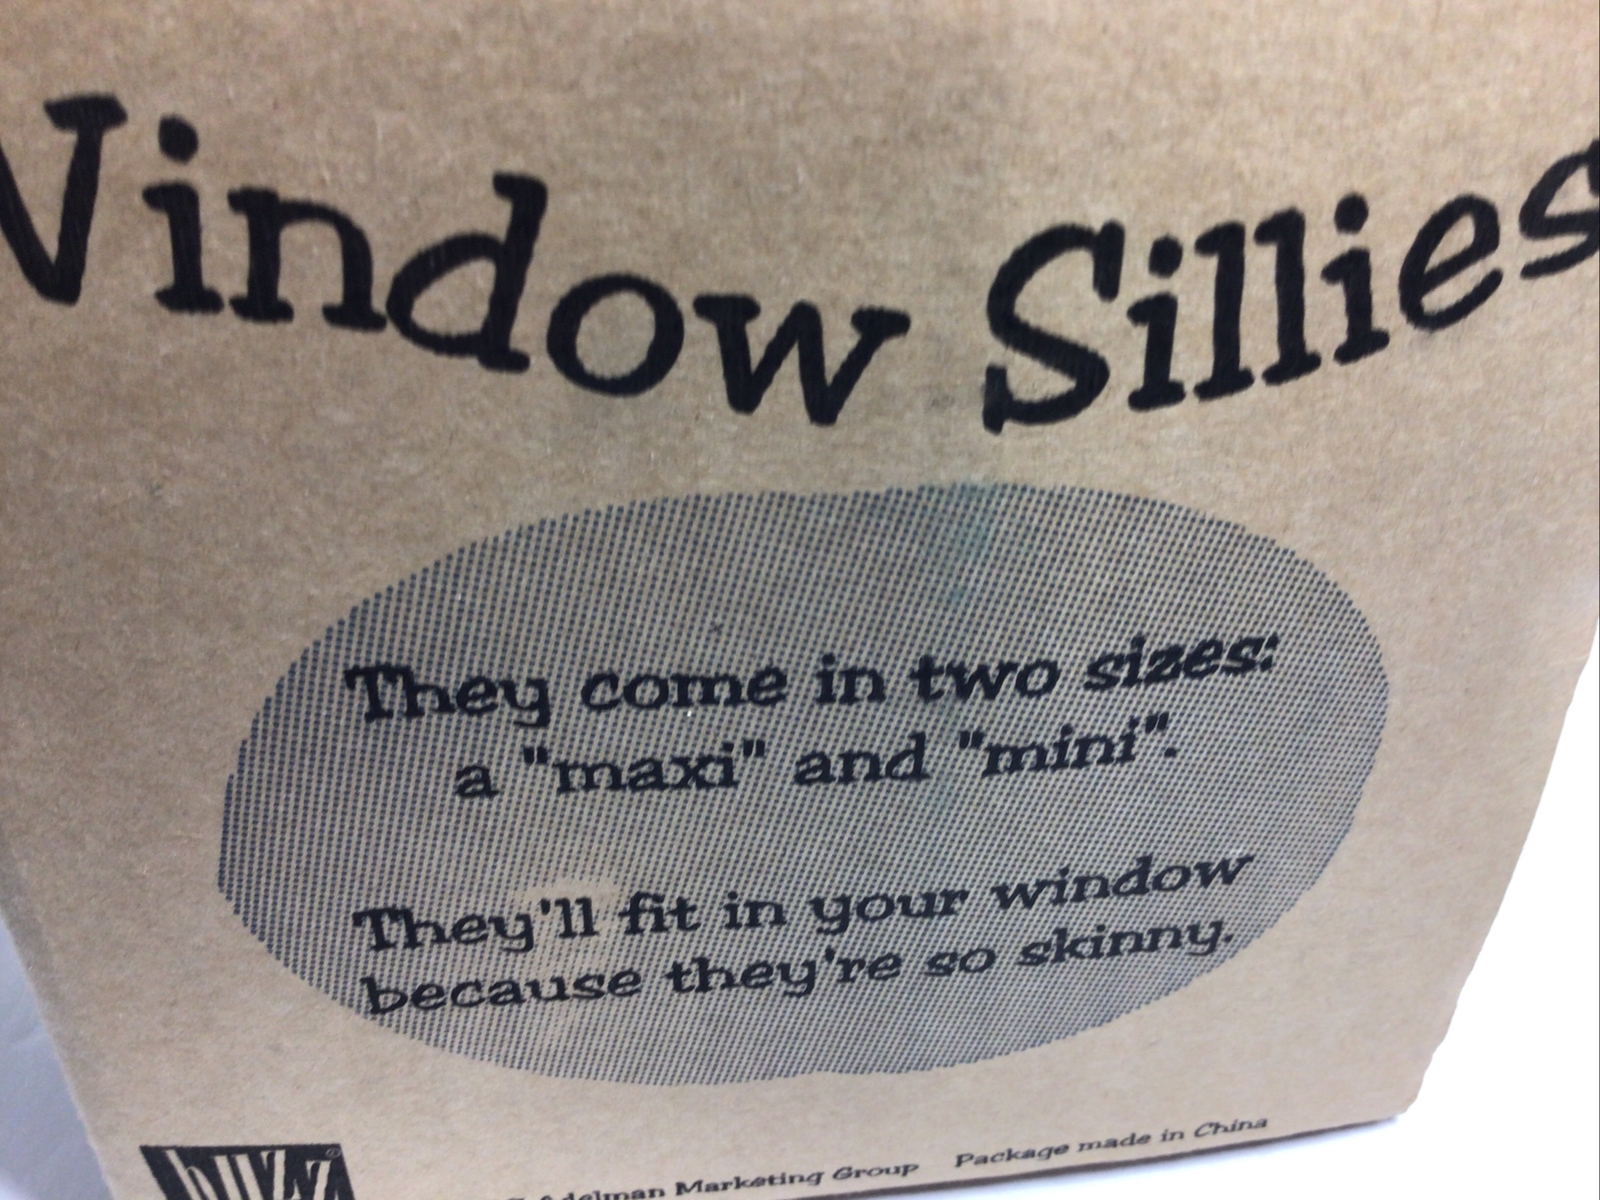 Window Sillies
They come in two sizes:
a "maxi" and "mini".
They'll fit in your window
because they're so skinny.
Adelman Marketing Group Package made in China